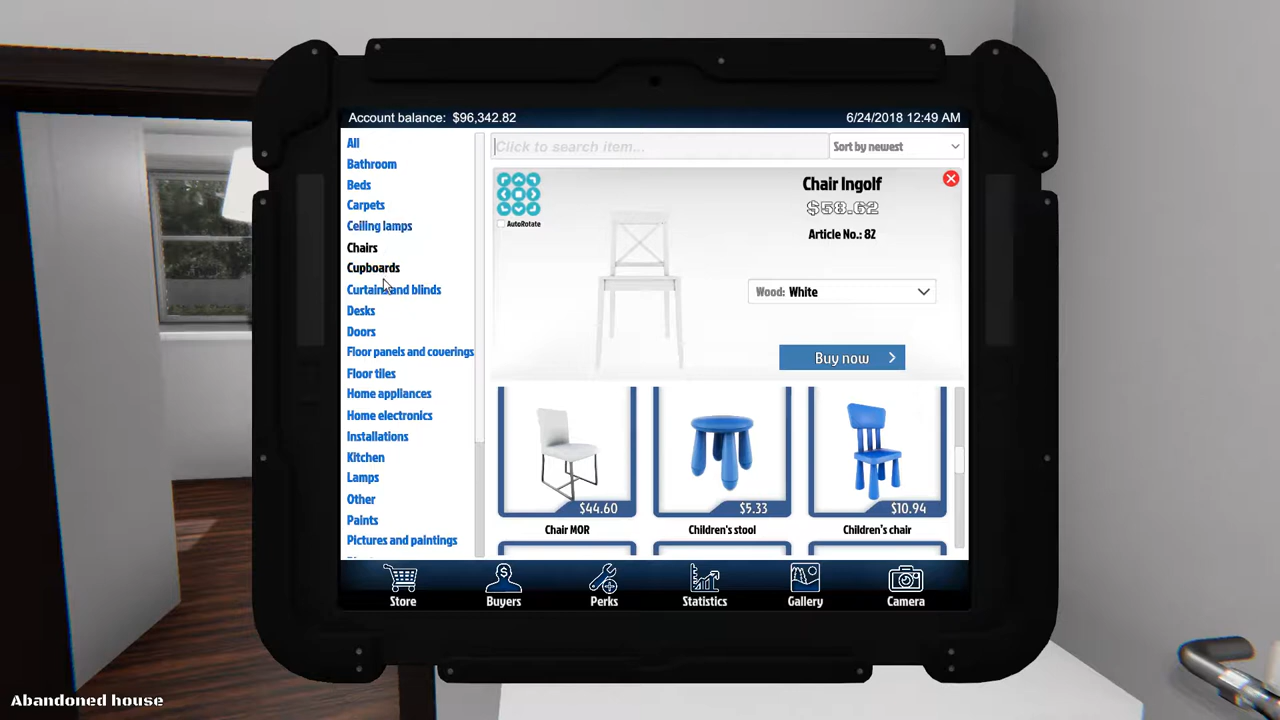 Account balance: $96,342.82
6/24/2018 12:49 AM
All
Bathroom
Beds
Carpets
Ceiling lamps
Chairs
Cupboards
Curtains and blinds
Desks
Doors
Floor panels and coverings
Floor tiles
Home appliances
Home electronics
Installations
Kitchen
Lamps
Other
Paints
Pictures and paintings
Click to search item...
Sort by newest
AutoRotate
Chair Ingolf
$58.62
Article No.: 82
Wood: White
Buy now
$44.60
$5.33
$10.94
Chair MOR
Children's stool
Children's chair
Store
Buyers
Perks
Statistics
Gallery
Camera
Abandoned house